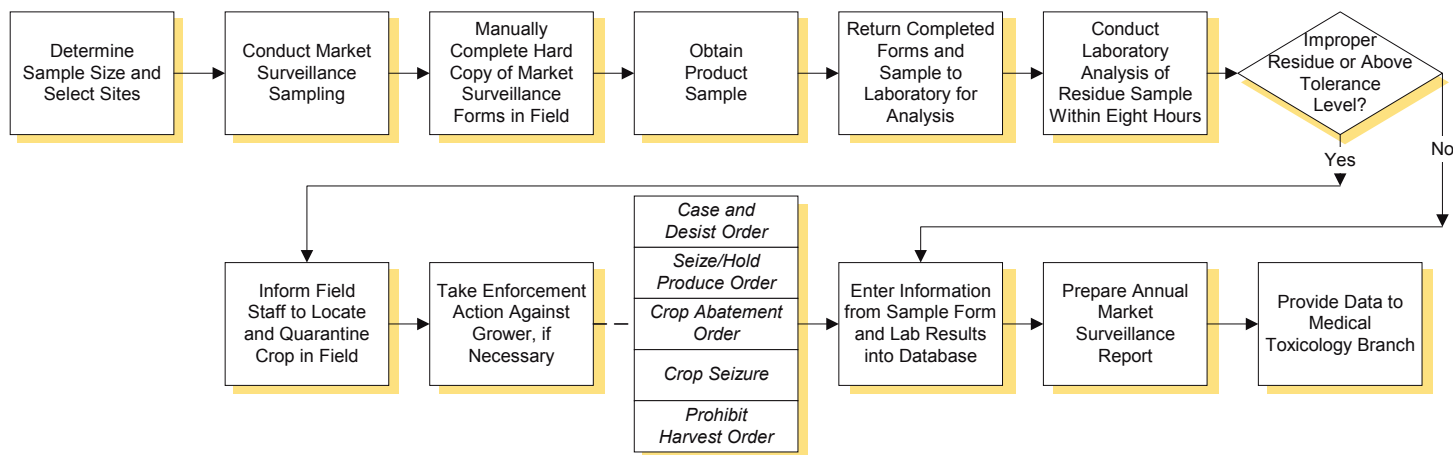 Determine
Sample Size and
Select Sites
Conduct Market
Surveillance
Sampling
Manually
Complete Hard
Copy of Market
Surveillance
Forms in Field
Obtain
Product
Sample
Return Completed
Forms and
Sample to
Laboratory for
Analysis
Conduct
Laboratory
Analysis of
Residue Sample
Within Eight Hours
Improper
Residue or Above
Tolerance
Level?
Yes
No
Inform Field
Staff to Locate
and Quarantine
Crop in Field
Take Enforcement
Action Against
Grower, if
Necessary
Case and
Desist Order
Seize/Hold
Produce Order
Crop Abatement
Order
Crop Seizure
Prohibit
Harvest Order
Enter Information
from Sample Form
and Lab Results
into Database
Prepare Annual
Market
Surveillance
Report
Provide Data to
Medical
Toxicology Branch